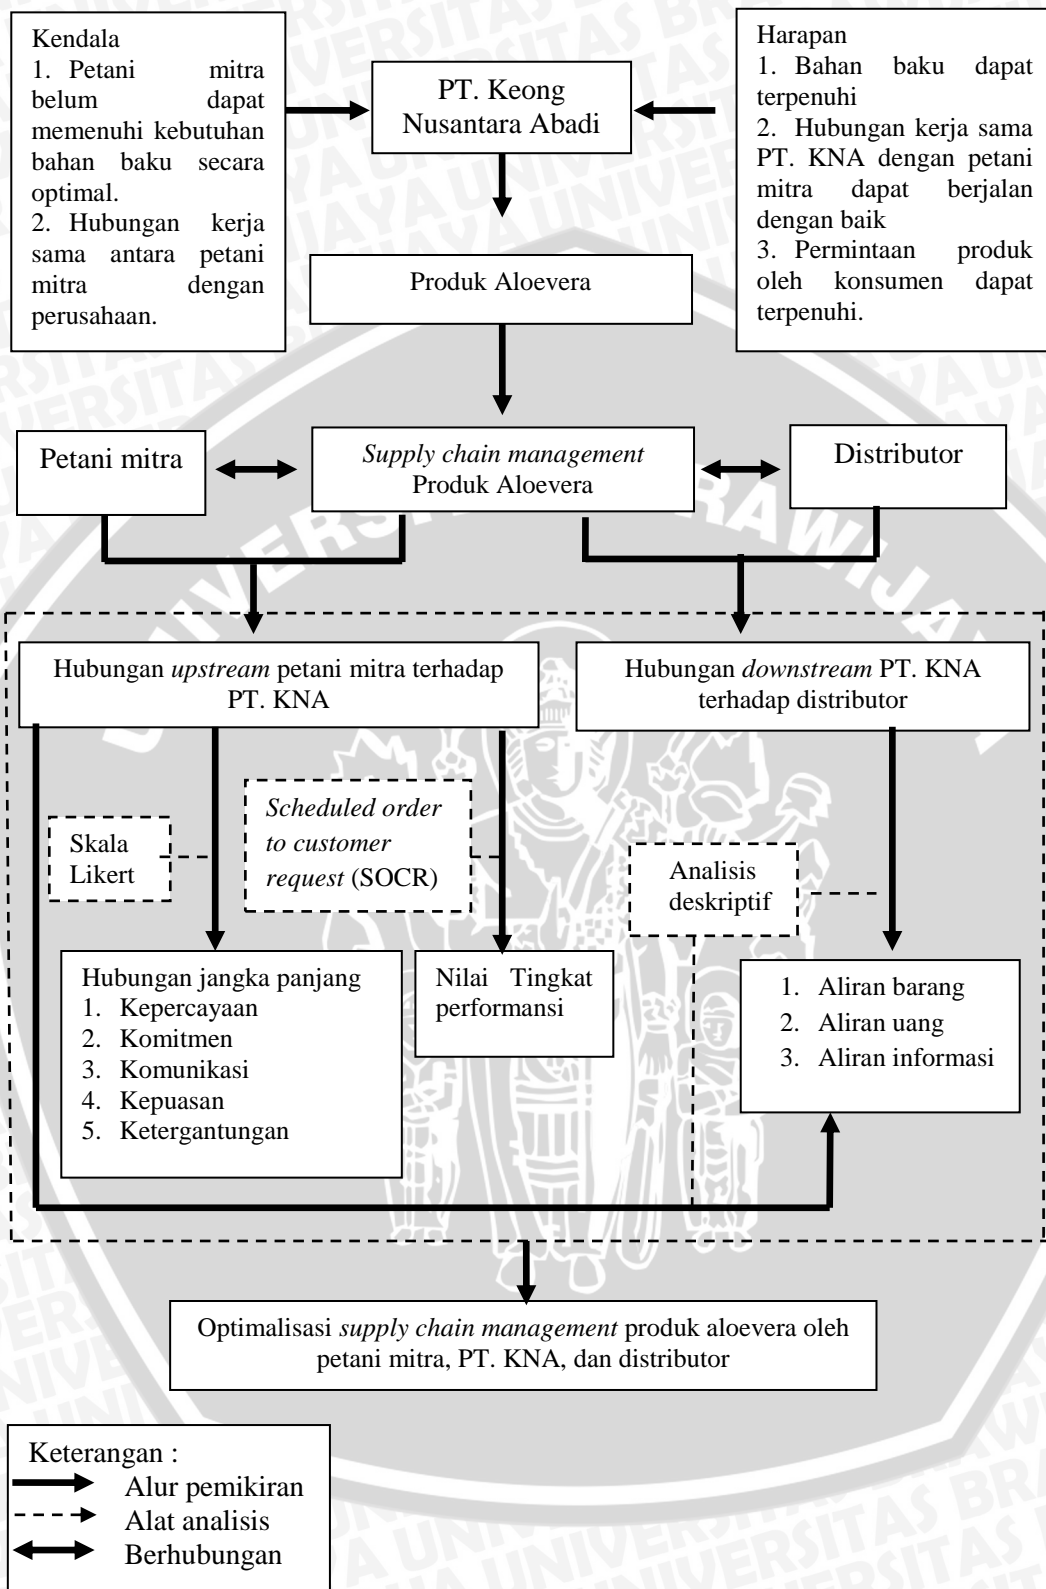 Kendala
1. Petani mitra
belum dapat
memenuhi kebutuhan
bahan baku secara
optimal.
2. Hubungan kerja
sama antara petani
mitra dengan
perusahaan.
PT. Keong
Nusantara Abadi
Harapan
1. Bahan baku dapat
terpenuhi
2. Hubungan kerja sama
PT. KNA dengan petani
mitra dapat berjalan
dengan baik
3. Permintaan produk
oleh konsumen dapat
terpenuhi.
Produk Aloevera
Petani mitra
Supply chain management
Produk Aloevera
Distributor
Hubungan upstream petani mitra terhadap
PT. KNA
Hubungan downstream PT. KNA
terhadap distributor
Skala
Likert
Scheduled order
to customer
request (SOCR)
Analisis
deskriptif
Hubungan jangka panjang
1. Kepercayaan
2. Komitmen
3. Komunikasi
4. Kepuasan
5. Ketergantungan
Nilai Tingkat
performansi
1. Aliran barang
2. Aliran uang
3. Aliran informasi
Optimalisasi supply chain management produk aloevera oleh
petani mitra, PT. KNA, dan distributor
Keterangan :
Alur pemikiran
Alat analisis
Berhubungan